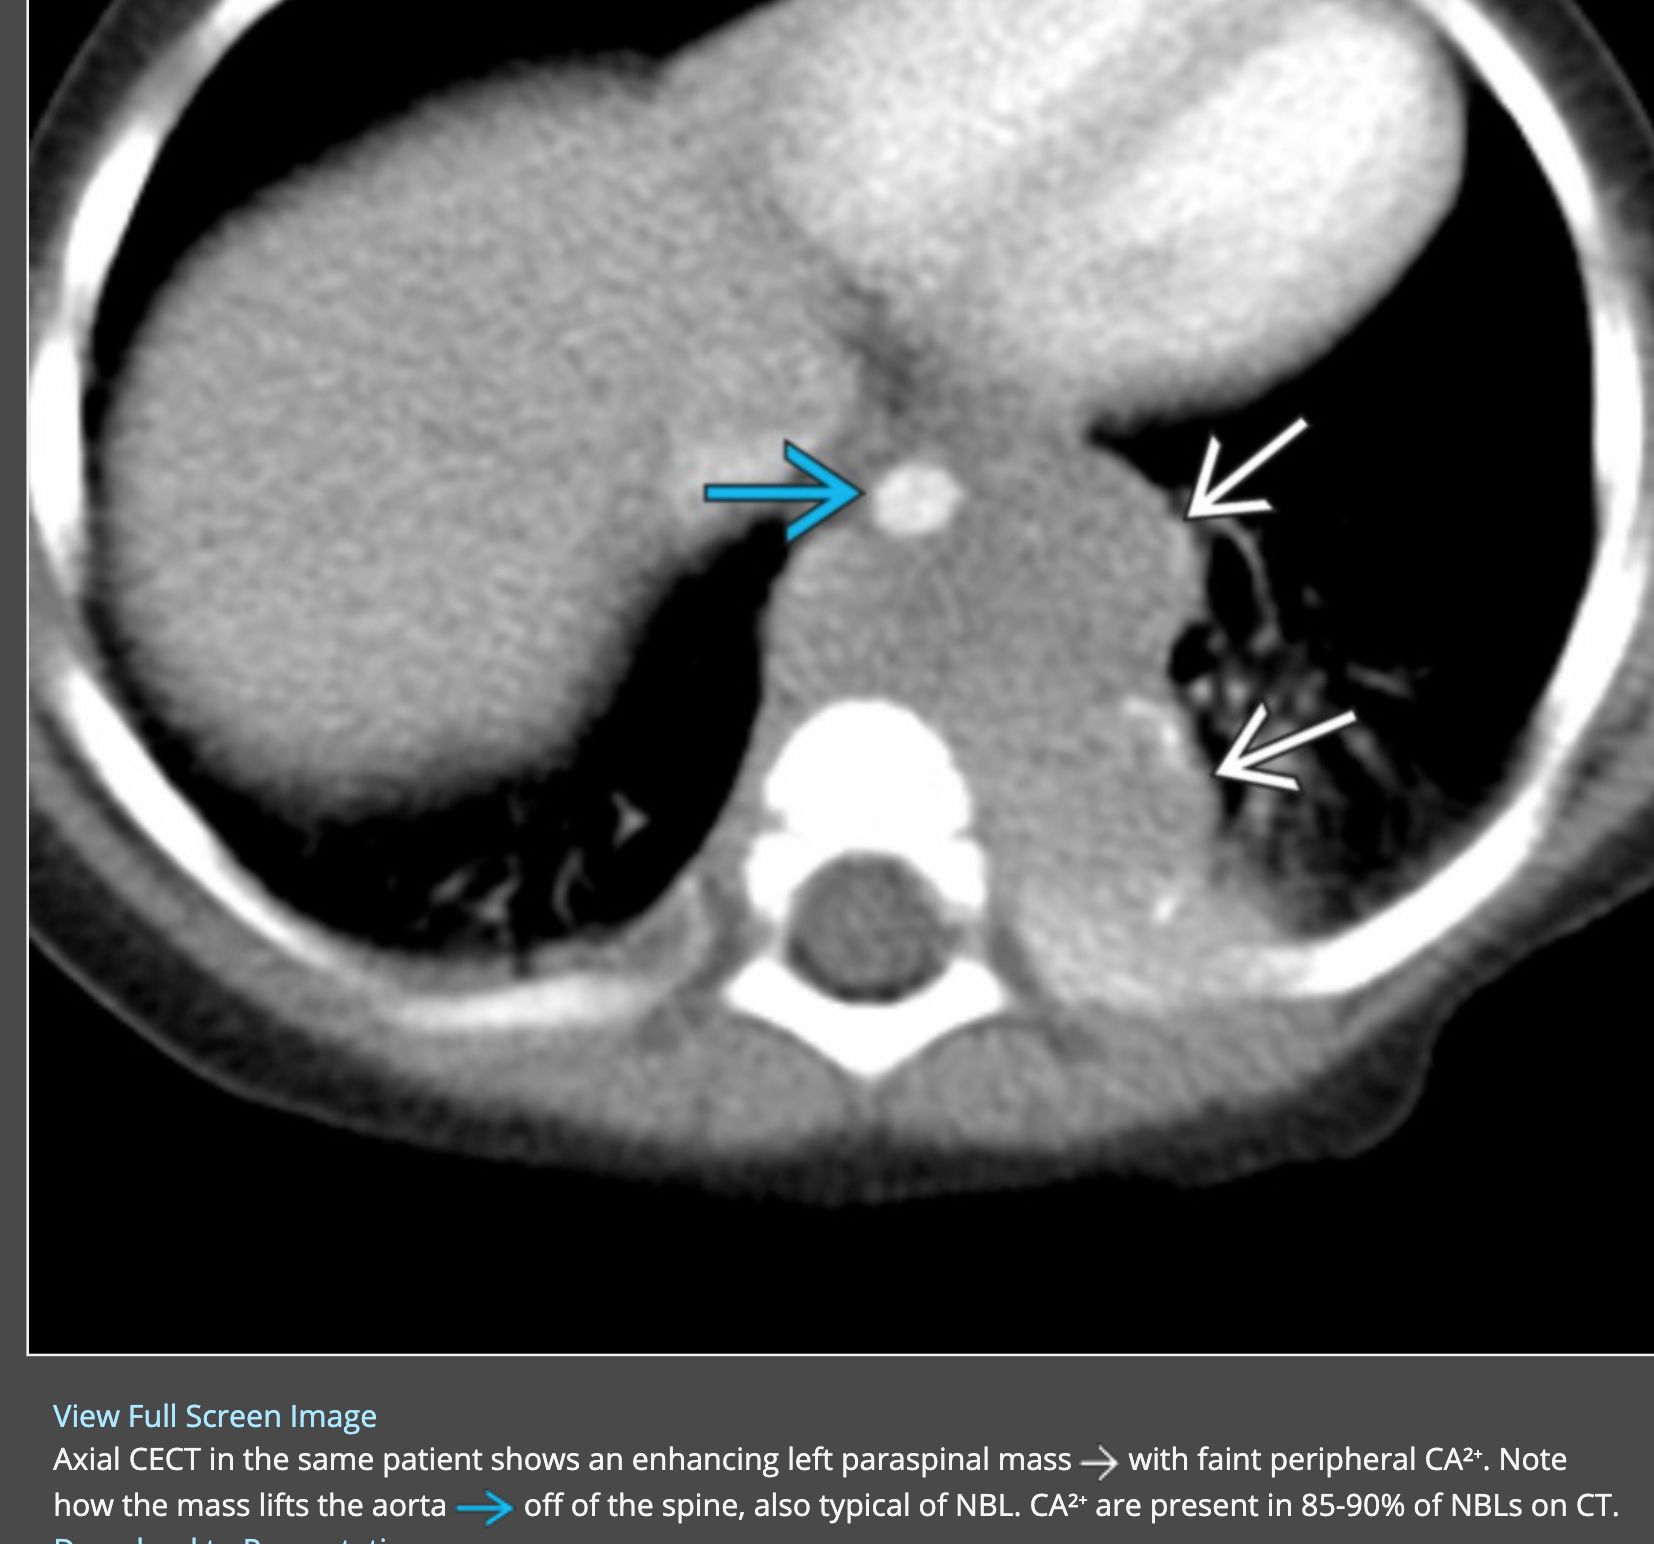 View Full Screen Image
Axial CECT in the same patient shows an enhancing left paraspinal mass → with faint peripheral CA²⁺. Note
how the mass lifts the aorta → off of the spine, also typical of NBL. CA²⁺ are present in 85-90% of NBLs on CT.